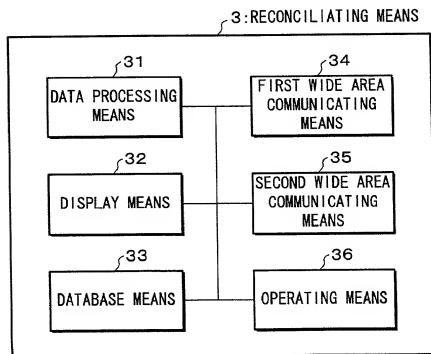 3:RECONCILIATING MEANS
31
DATA PROCESSING
MEANS
34
FIRST WIDE AREA
COMMUNICATING
MEANS
32
DISPLAY MEANS
35
SECOND WIDE AREA
COMMUNICATING
MEANS
33
DATABASE MEANS
36
OPERATING MEANS